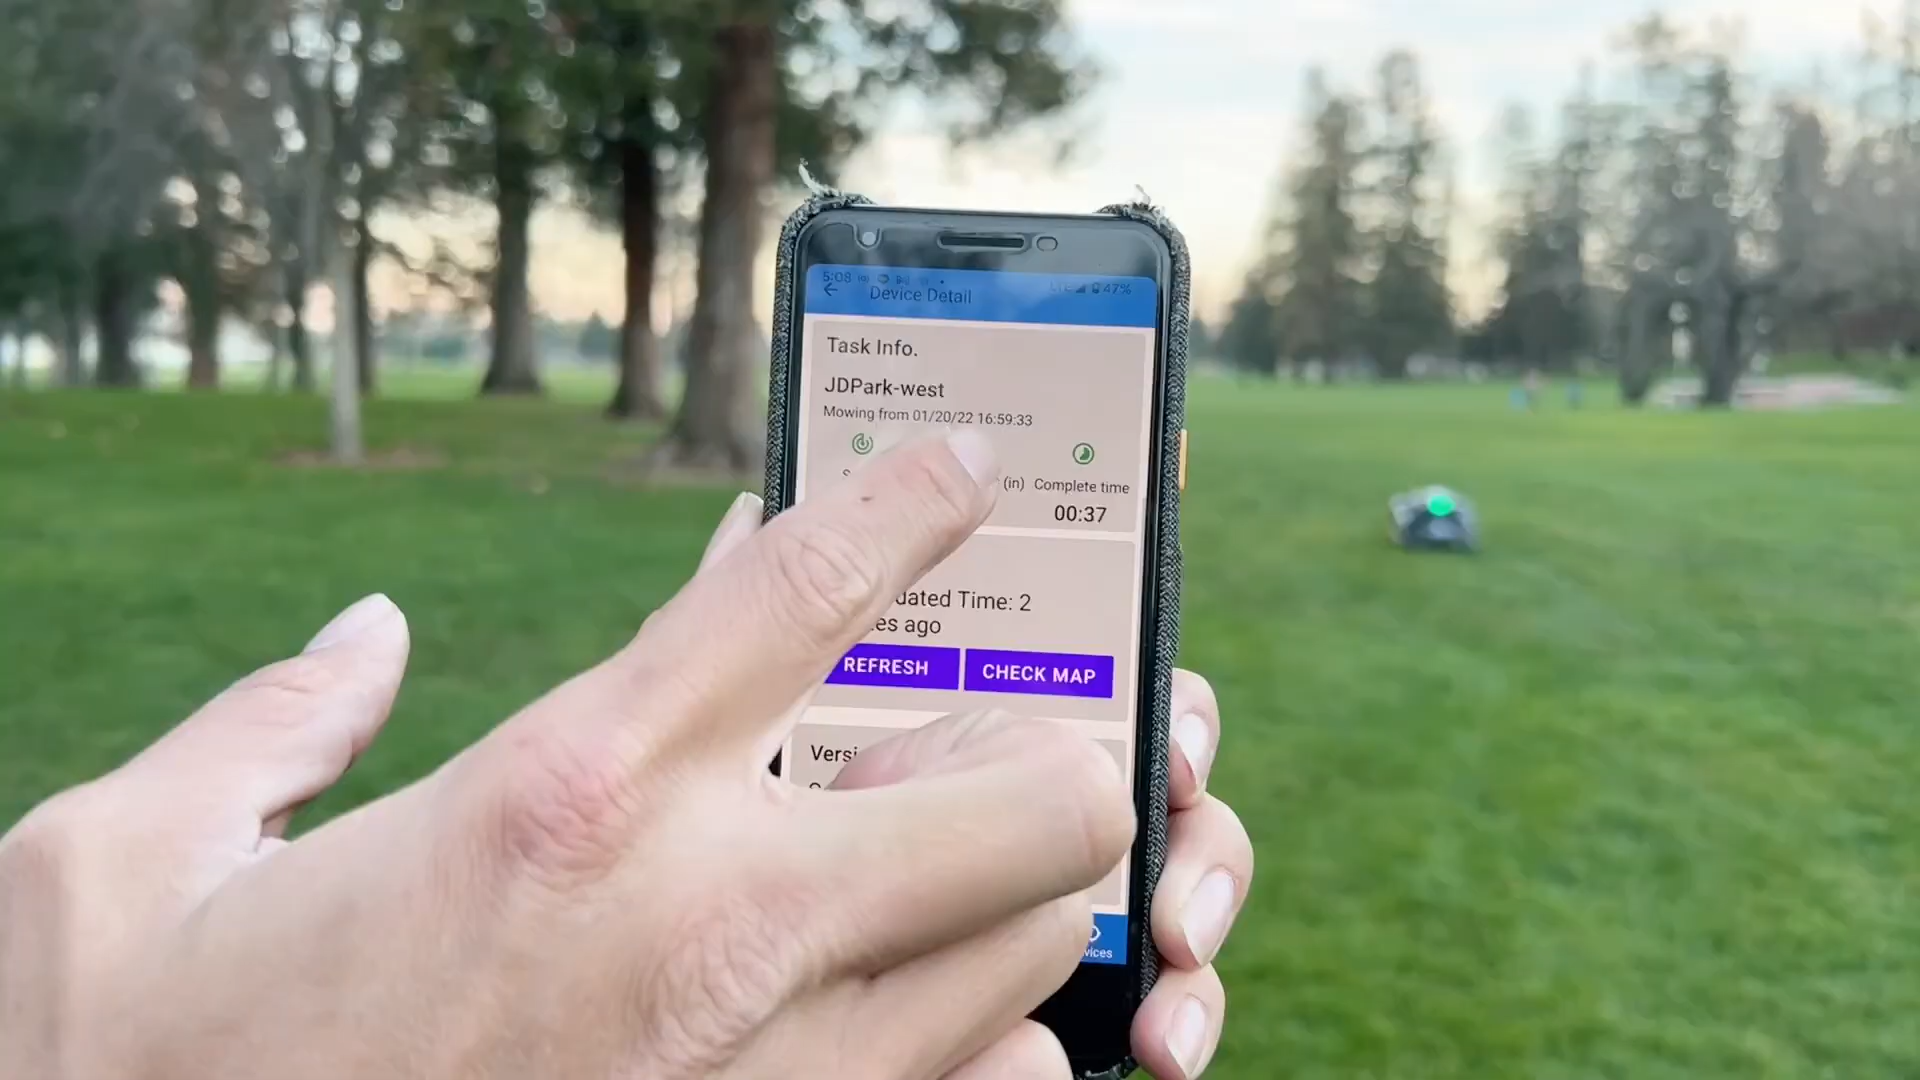 5:08
LTE 47%
Device Detail
Task Info.
JDPark-west
Mowing from 01/20/22 16:59:33
(in) Complete time
00:37
dated Time: 2
es ago
REFRESH CHECK MAP
Versi
vices